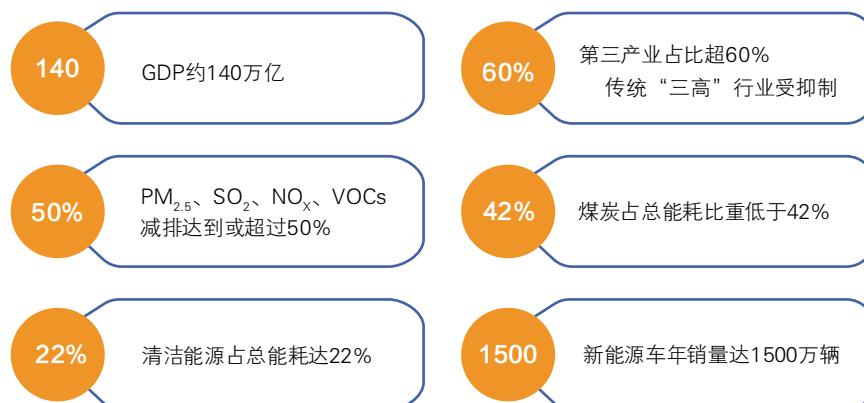 140
GDP约140万亿
60%
第三产业占比超60%
传统“三高”行业受抑制
50%
PM2.5、SO2、NOX、VOCs
减排达到或超过50%
42%
煤炭占总能耗比重低于42%
22%
清洁能源占总能耗达22%
1500
新能源车年销量达1500万辆